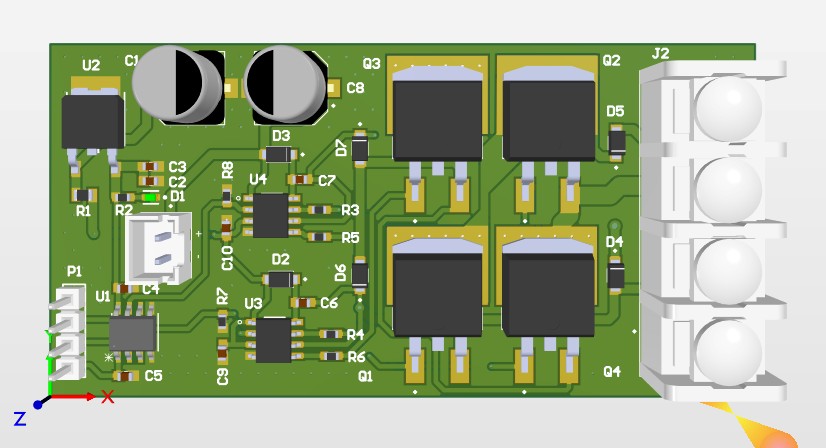 J2
U2
C1
Q3
Q2
C8
D5
D3
D7
C3
R8
U4
C7
C2
D1
R1
R2
R3
R5
+
-
C10
D2
D4
D6
P1
U1
C4
R7
U3
C6
R4
R6
C9
C5
Q1
Q4
X
Z